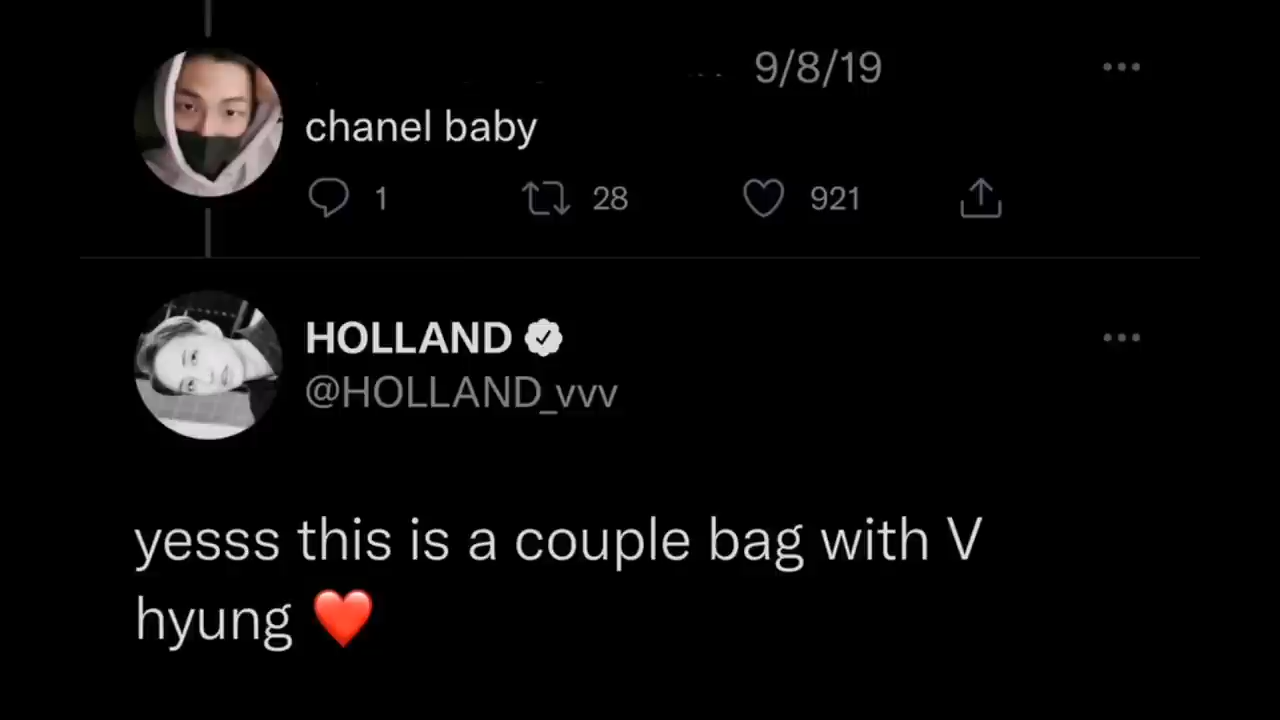 9/8/19
chanel baby
1 28 921
HOLLAND
@HOLLAND_vvv
yesss this is a couple bag with V
hyung ❤️